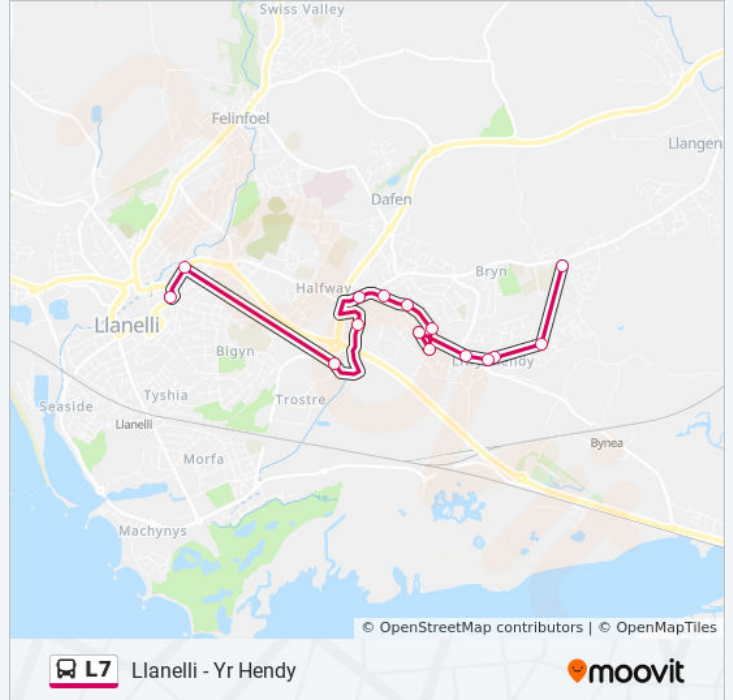 Swiss Valley
Felinfoel
Llangen
Dafen
Bryn
Halfway
Llanelli
Bigyn
Tyshia
Trostre
Seaside
Llanelli
Bynea
Morfa
Machynys
© OpenStreetMap contributors | © OpenMapTiles
L7 Llanelli - Yr Hendy
moovit